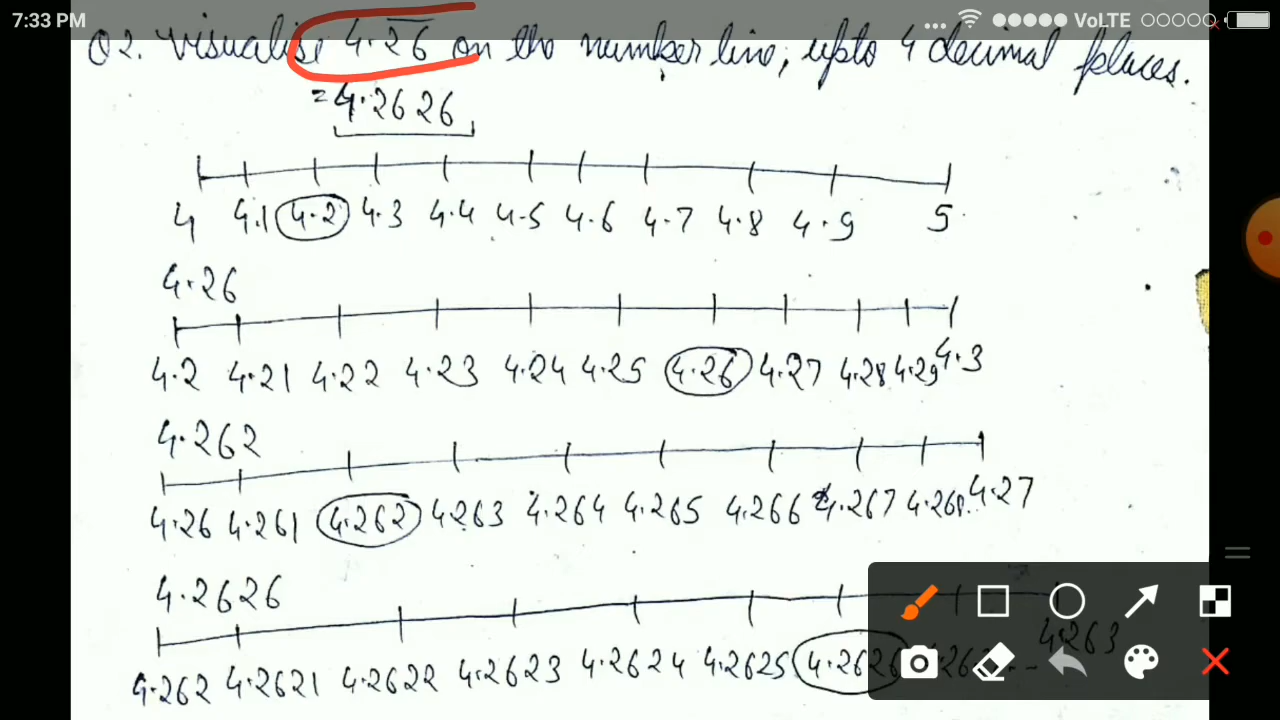 7:33 PM ... VoLTE
Q2. Visualise 4.2̅6̅ on the number line, upto 4 decimal places.
= 4.2626
4 4.1 4.2 4.3 4.4 4.5 4.6 4.7 4.8 4.9 5
4.26
4.2 4.21 4.22 4.23 4.24 4.25 4.26 4.27 4.28 4.29 4.3
4.262
4.26 4.261 4.262 4.263 4.264 4.265 4.266 4.267 4.268.. 4.27
4.2626
4.262 4.2621 4.2622 4.2623 4.2624 4.2625 4.2626 4.263